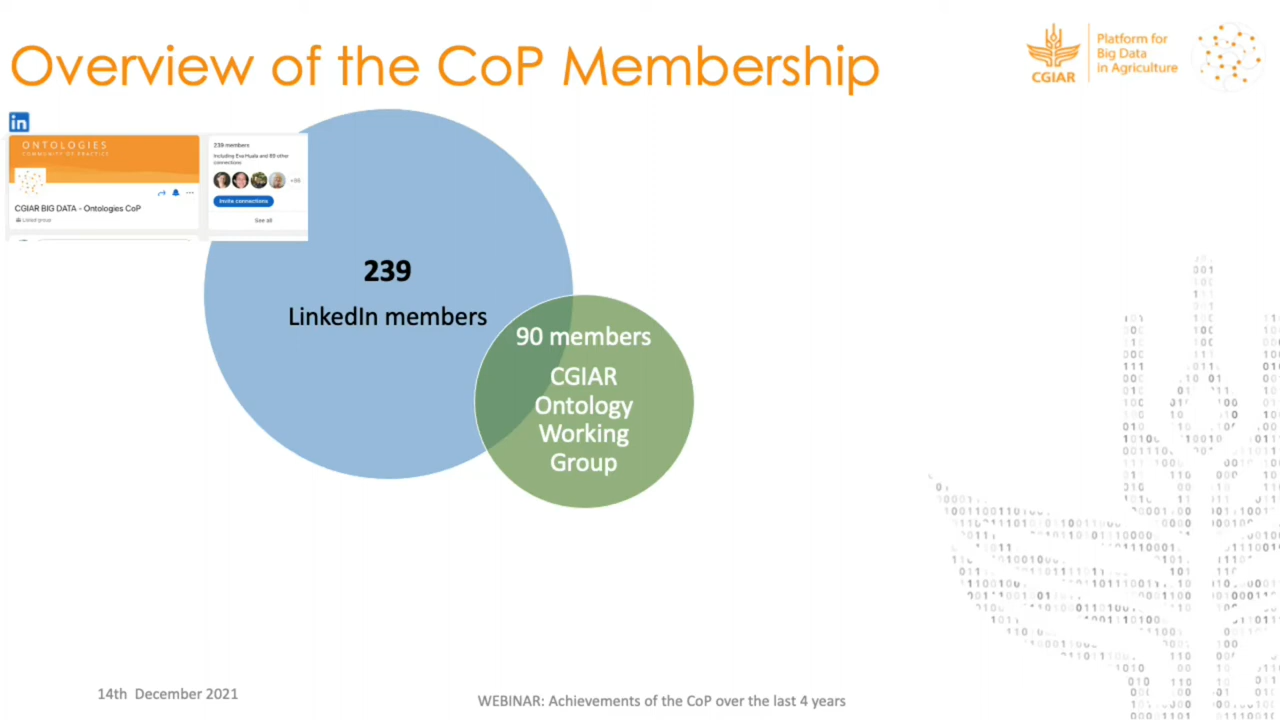 Overview of the CoP Membership
CGIAR
Platform for
Big Data
in Agriculture
in
ONTOLOGIES
COMMUNITY OF PRACTICE
CGIAR BIG DATA - Ontologies CoP
Listed group
239 members
Including Eva Huala and 89 other
connections
Invite connections
See all
239
LinkedIn members
90 members
CGIAR
Ontology
Working
Group
14th December 2021
WEBINAR: Achievements of the CoP over the last 4 years